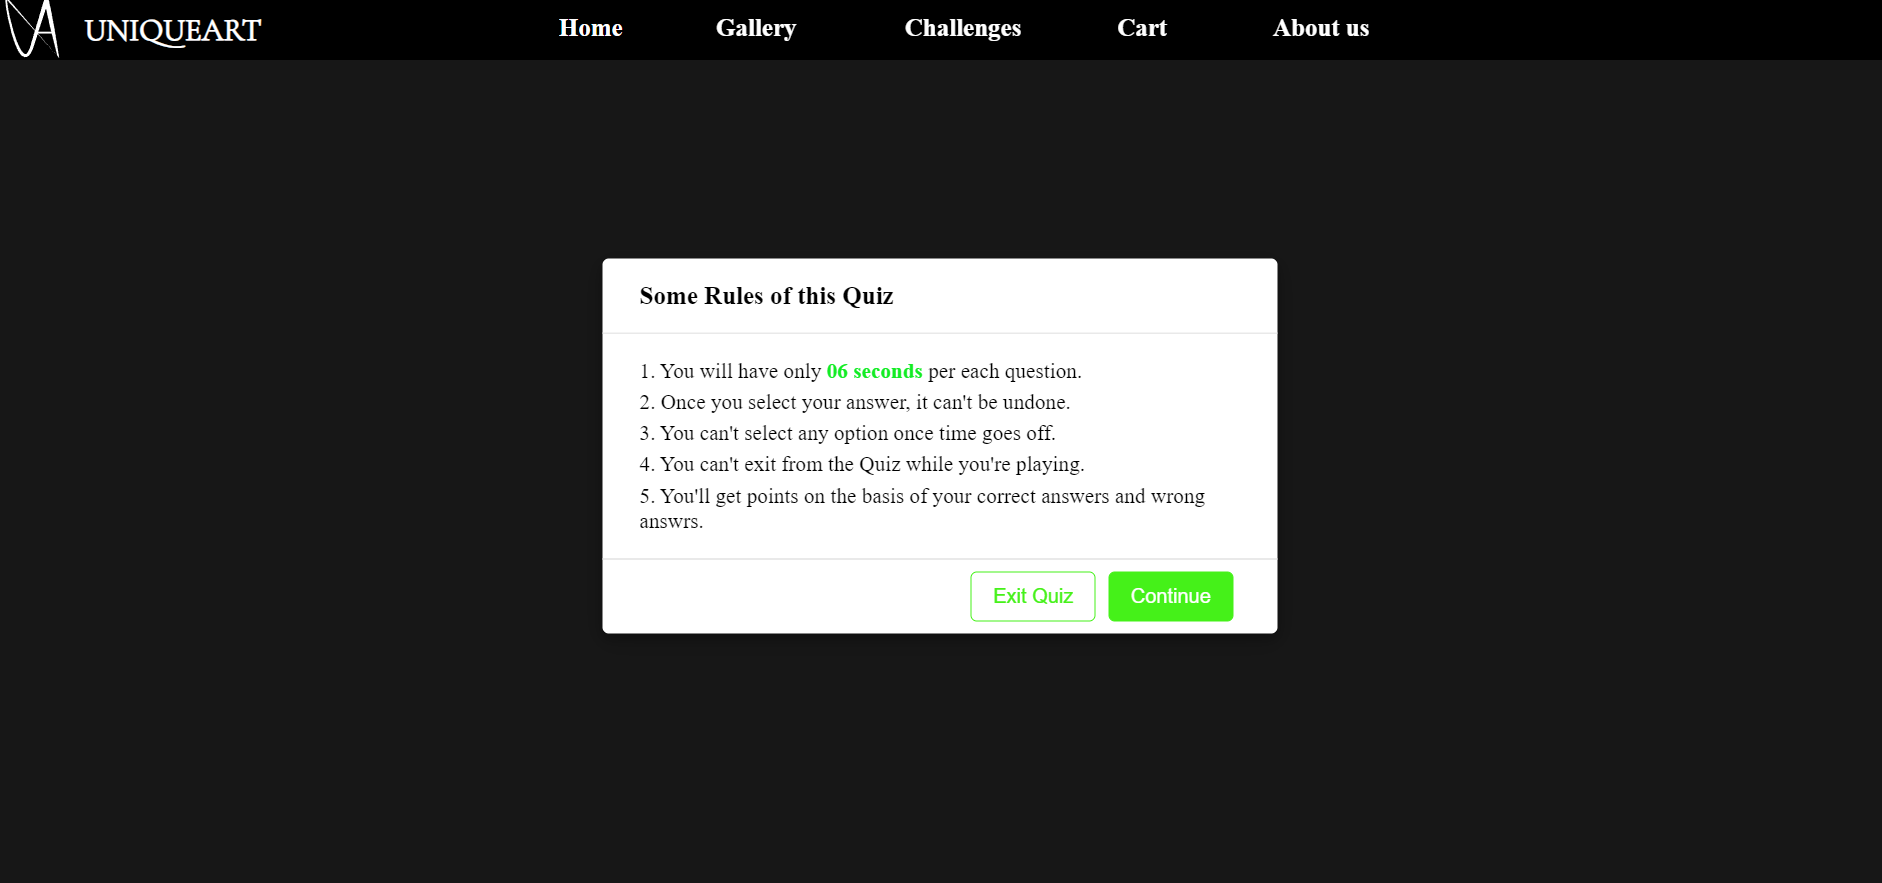 UNIQUEART
Home Gallery Challenges Cart About us
Some Rules of this Quiz
1. You will have only 06 seconds per each question.
2. Once you select your answer, it can't be undone.
3. You can't select any option once time goes off.
4. You can't exit from the Quiz while you're playing.
5. You'll get points on the basis of your correct answers and wrong
answrs.
Exit Quiz Continue